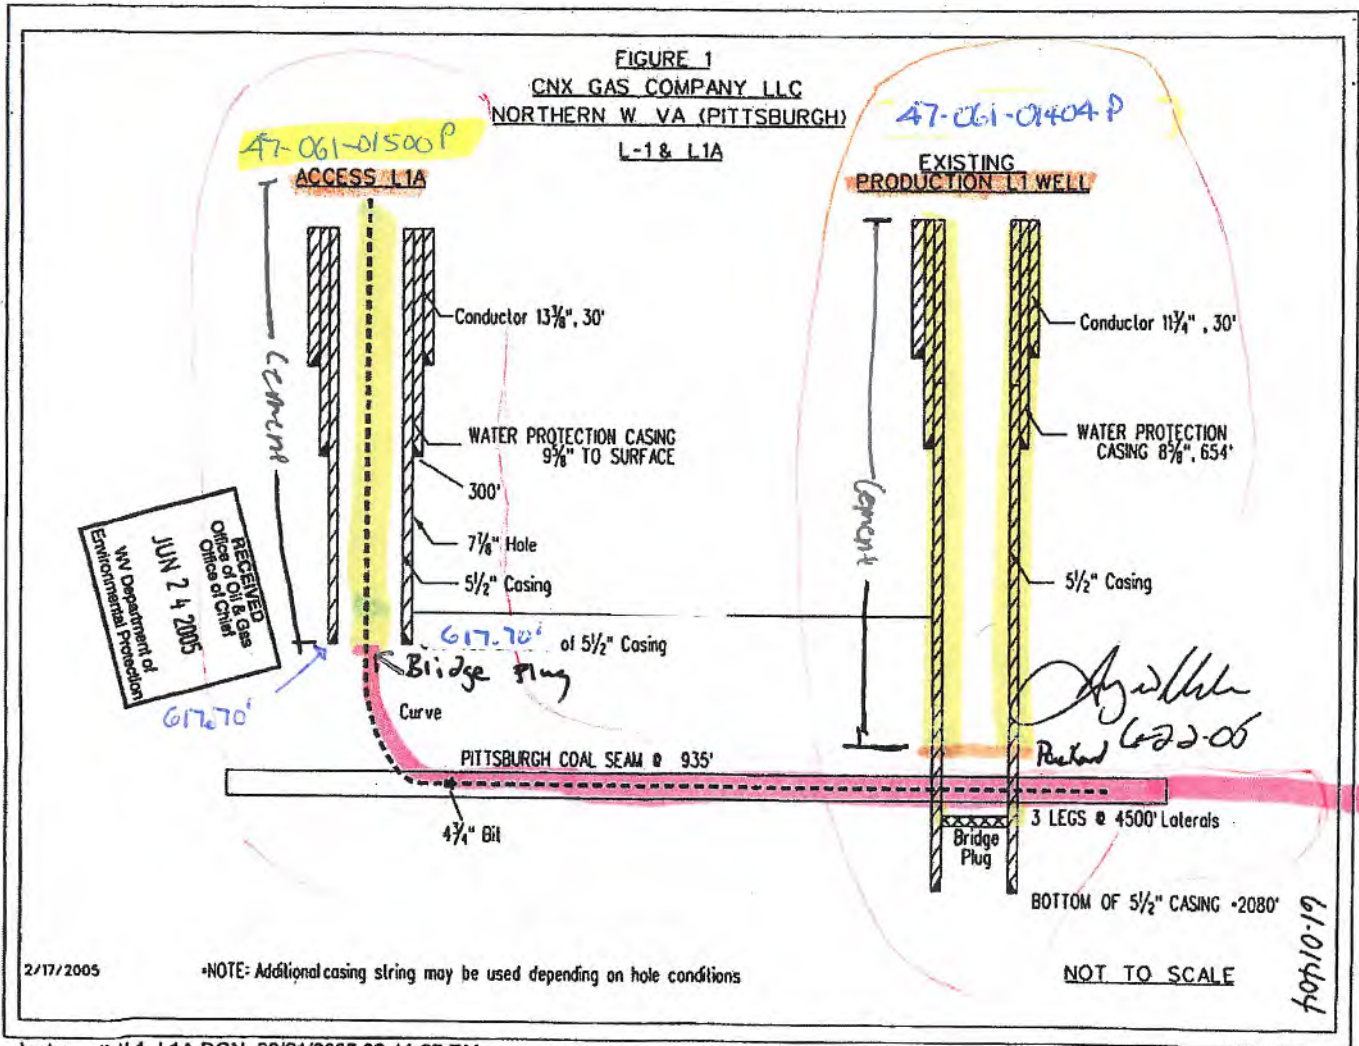 FIGURE 1
CNX GAS COMPANY LLC
NORTHERN W. VA (PITTSBURGH)
L-1 & L1A
47-061-01500P
ACCESS L1A
47-061-01404P
EXISTING
PRODUCTION L1 WELL
Cement
Conductor 13⅜", 30'
WATER PROTECTION CASING
9⅝" TO SURFACE
300'
7⅞" Hole
5½" Casing
617.70' of 5½" Casing
Bridge Plug
617.70'
Curve
PITTSBURGH COAL SEAM @ 935'
4¾" Bit
RECEIVED
Office of Oil & Gas
Office of Chief
JUN 24 2005
WV Department of
Environmental Protection
Cement
Conductor 11¾", 30'
WATER PROTECTION
CASING 8⅝", 654'
5½" Casing
6-22-05
3 LEGS @ 4500' Laterals
Bridge
Plug
BOTTOM OF 5½" CASING •2080'
61-01404
2/17/2005
•NOTE: Additional casing string may be used depending on hole conditions
NOT TO SCALE